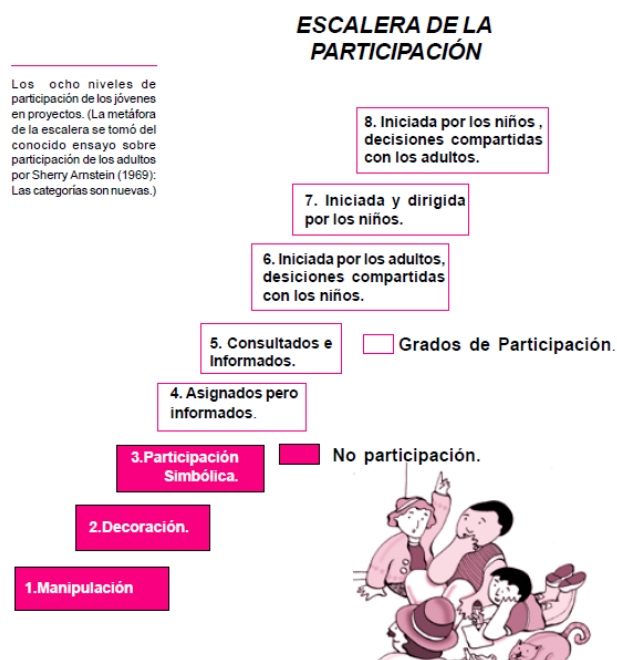 ESCALERA DE LA
PARTICIPACIÓN
Los ocho niveles de
participación de los jóvenes
en proyectos. (La metáfora
de la escalera se tomó del
conocido ensayo sobre
participación de los adultos
por Sherry Arnstein (1969):
Las categorías son nuevas.)
8. Iniciada por los niños ,
decisiones compartidas
con los adultos.
7. Iniciada y dirigida
por los niños.
6. Iniciada por los adultos,
desiciones compartidas
con los niños.
5. Consultados e
Informados.
Grados de Participación.
4. Asignados pero
informados.
3.Participación
Simbólica.
No participación.
2.Decoración.
1.Manipulación